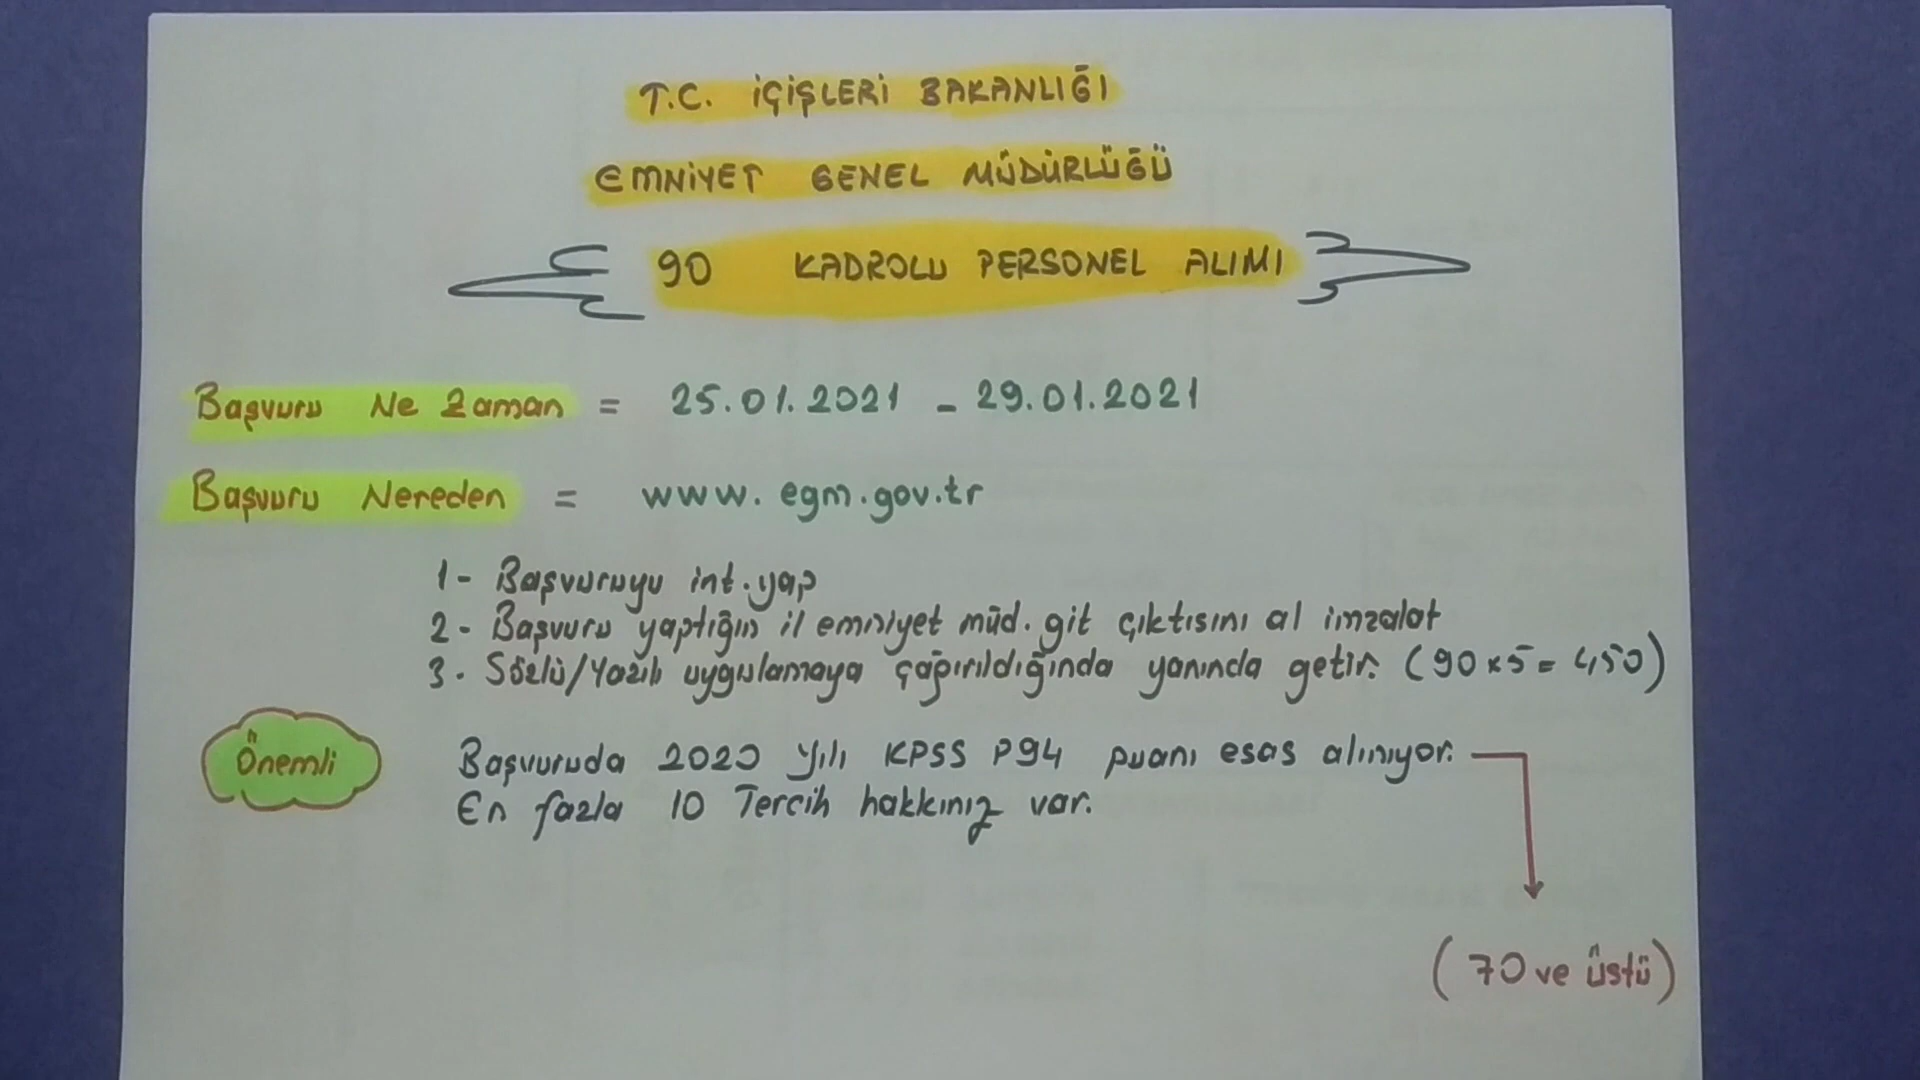 T.C. İÇİŞLERİ BAKANLIĞI
EMNİYET GENEL MÜDÜRLÜĞÜ
90 KADROLU PERSONEL ALIMI
Başvuru Ne Zaman = 25.01.2021 - 29.01.2021
Başvuru Nereden = www.egm.gov.tr
1- Başvuruyu int.yap
2- Başvuru yaptığın il emniyet müd. git çıktısını al imzalat
3. Sözlü/Yazılı uygulamaya çağırıldığında yanında getir. (90x5=450)
Önemli
Başvuruda 2020 Yılı KPSS P94 puanı esas alınıyor.
En fazla 10 Tercih hakkınız var.
(70 ve üstü)